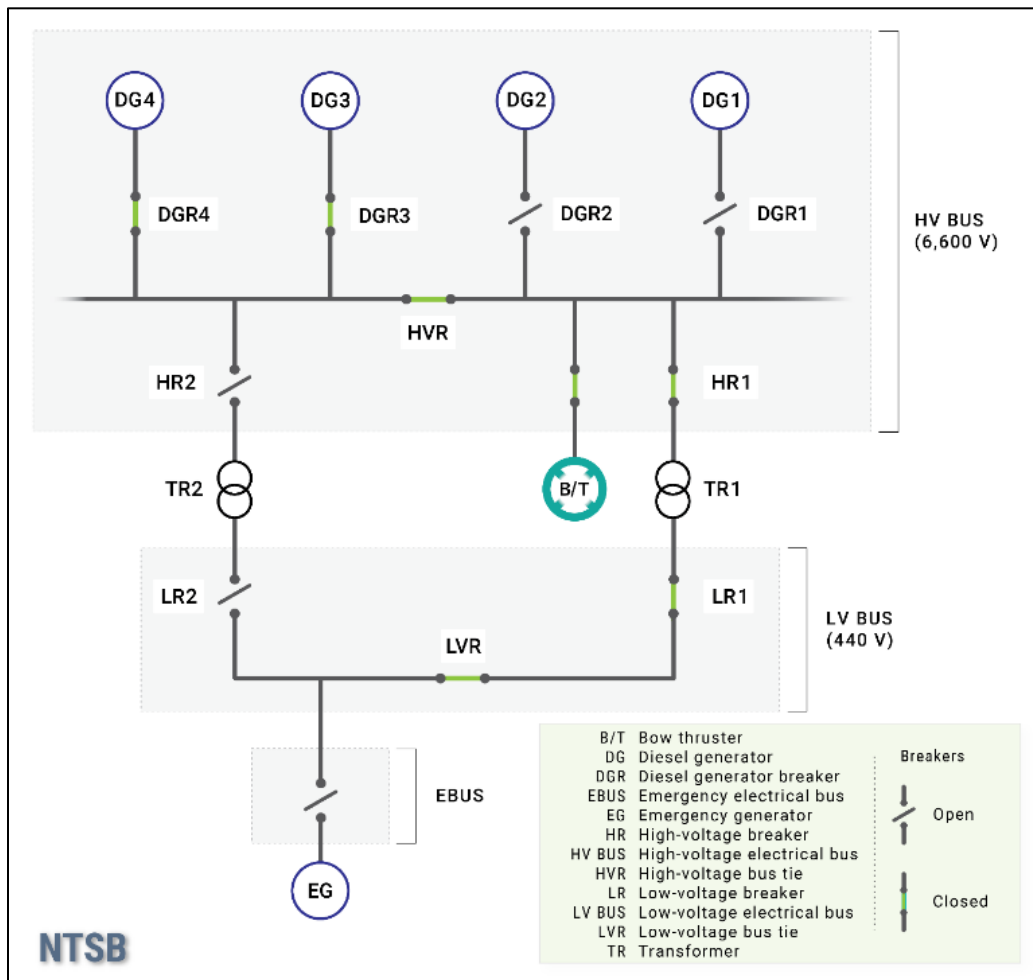 DG4 DG3 DG2 DG1
DGR4 DGR3 DGR2 DGR1
HV BUS
(6,600 V)
HVR
HR2 HR1
TR2 B/T TR1
LR2 LR1
LV BUS
(440 V)
LVR
EBUS
EG
B/T Bow thruster
DG Diesel generator
DGR Diesel generator breaker
EBUS Emergency electrical bus
EG Emergency generator
HR High-voltage breaker
HV BUS High-voltage electrical bus
HVR High-voltage bus tie
LR Low-voltage breaker
LV BUS Low-voltage electrical bus
LVR Low-voltage bus tie
TR Transformer
Breakers
Open
Closed
NTSB